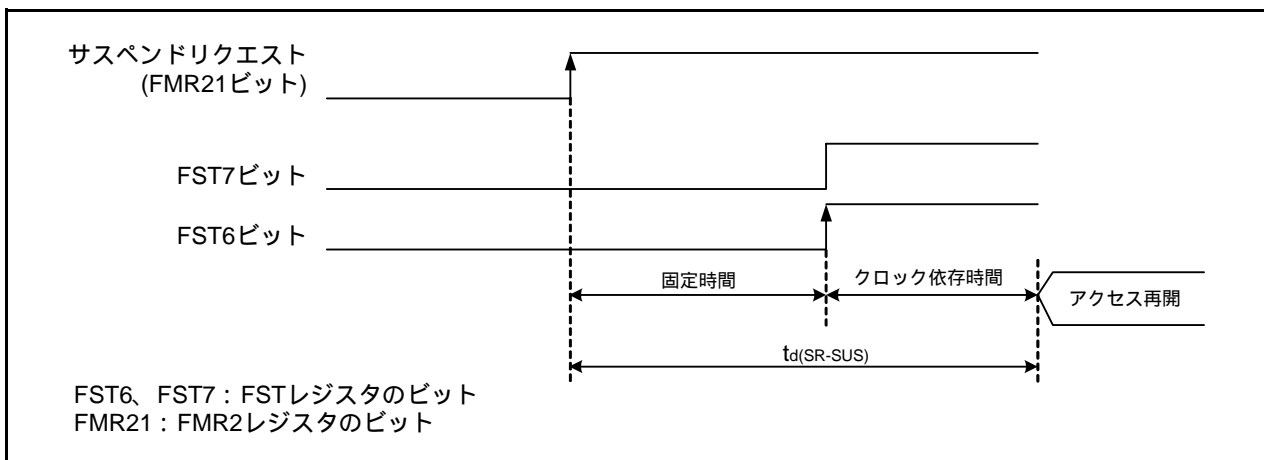 サスペンドリクエスト
(FMR21ビット)
FST7ビット
FST6ビット
固定時間
クロック依存時間
アクセス再開
td(SR-SUS)
FST6、FST7：FSTレジスタのビット
FMR21：FMR2レジスタのビット